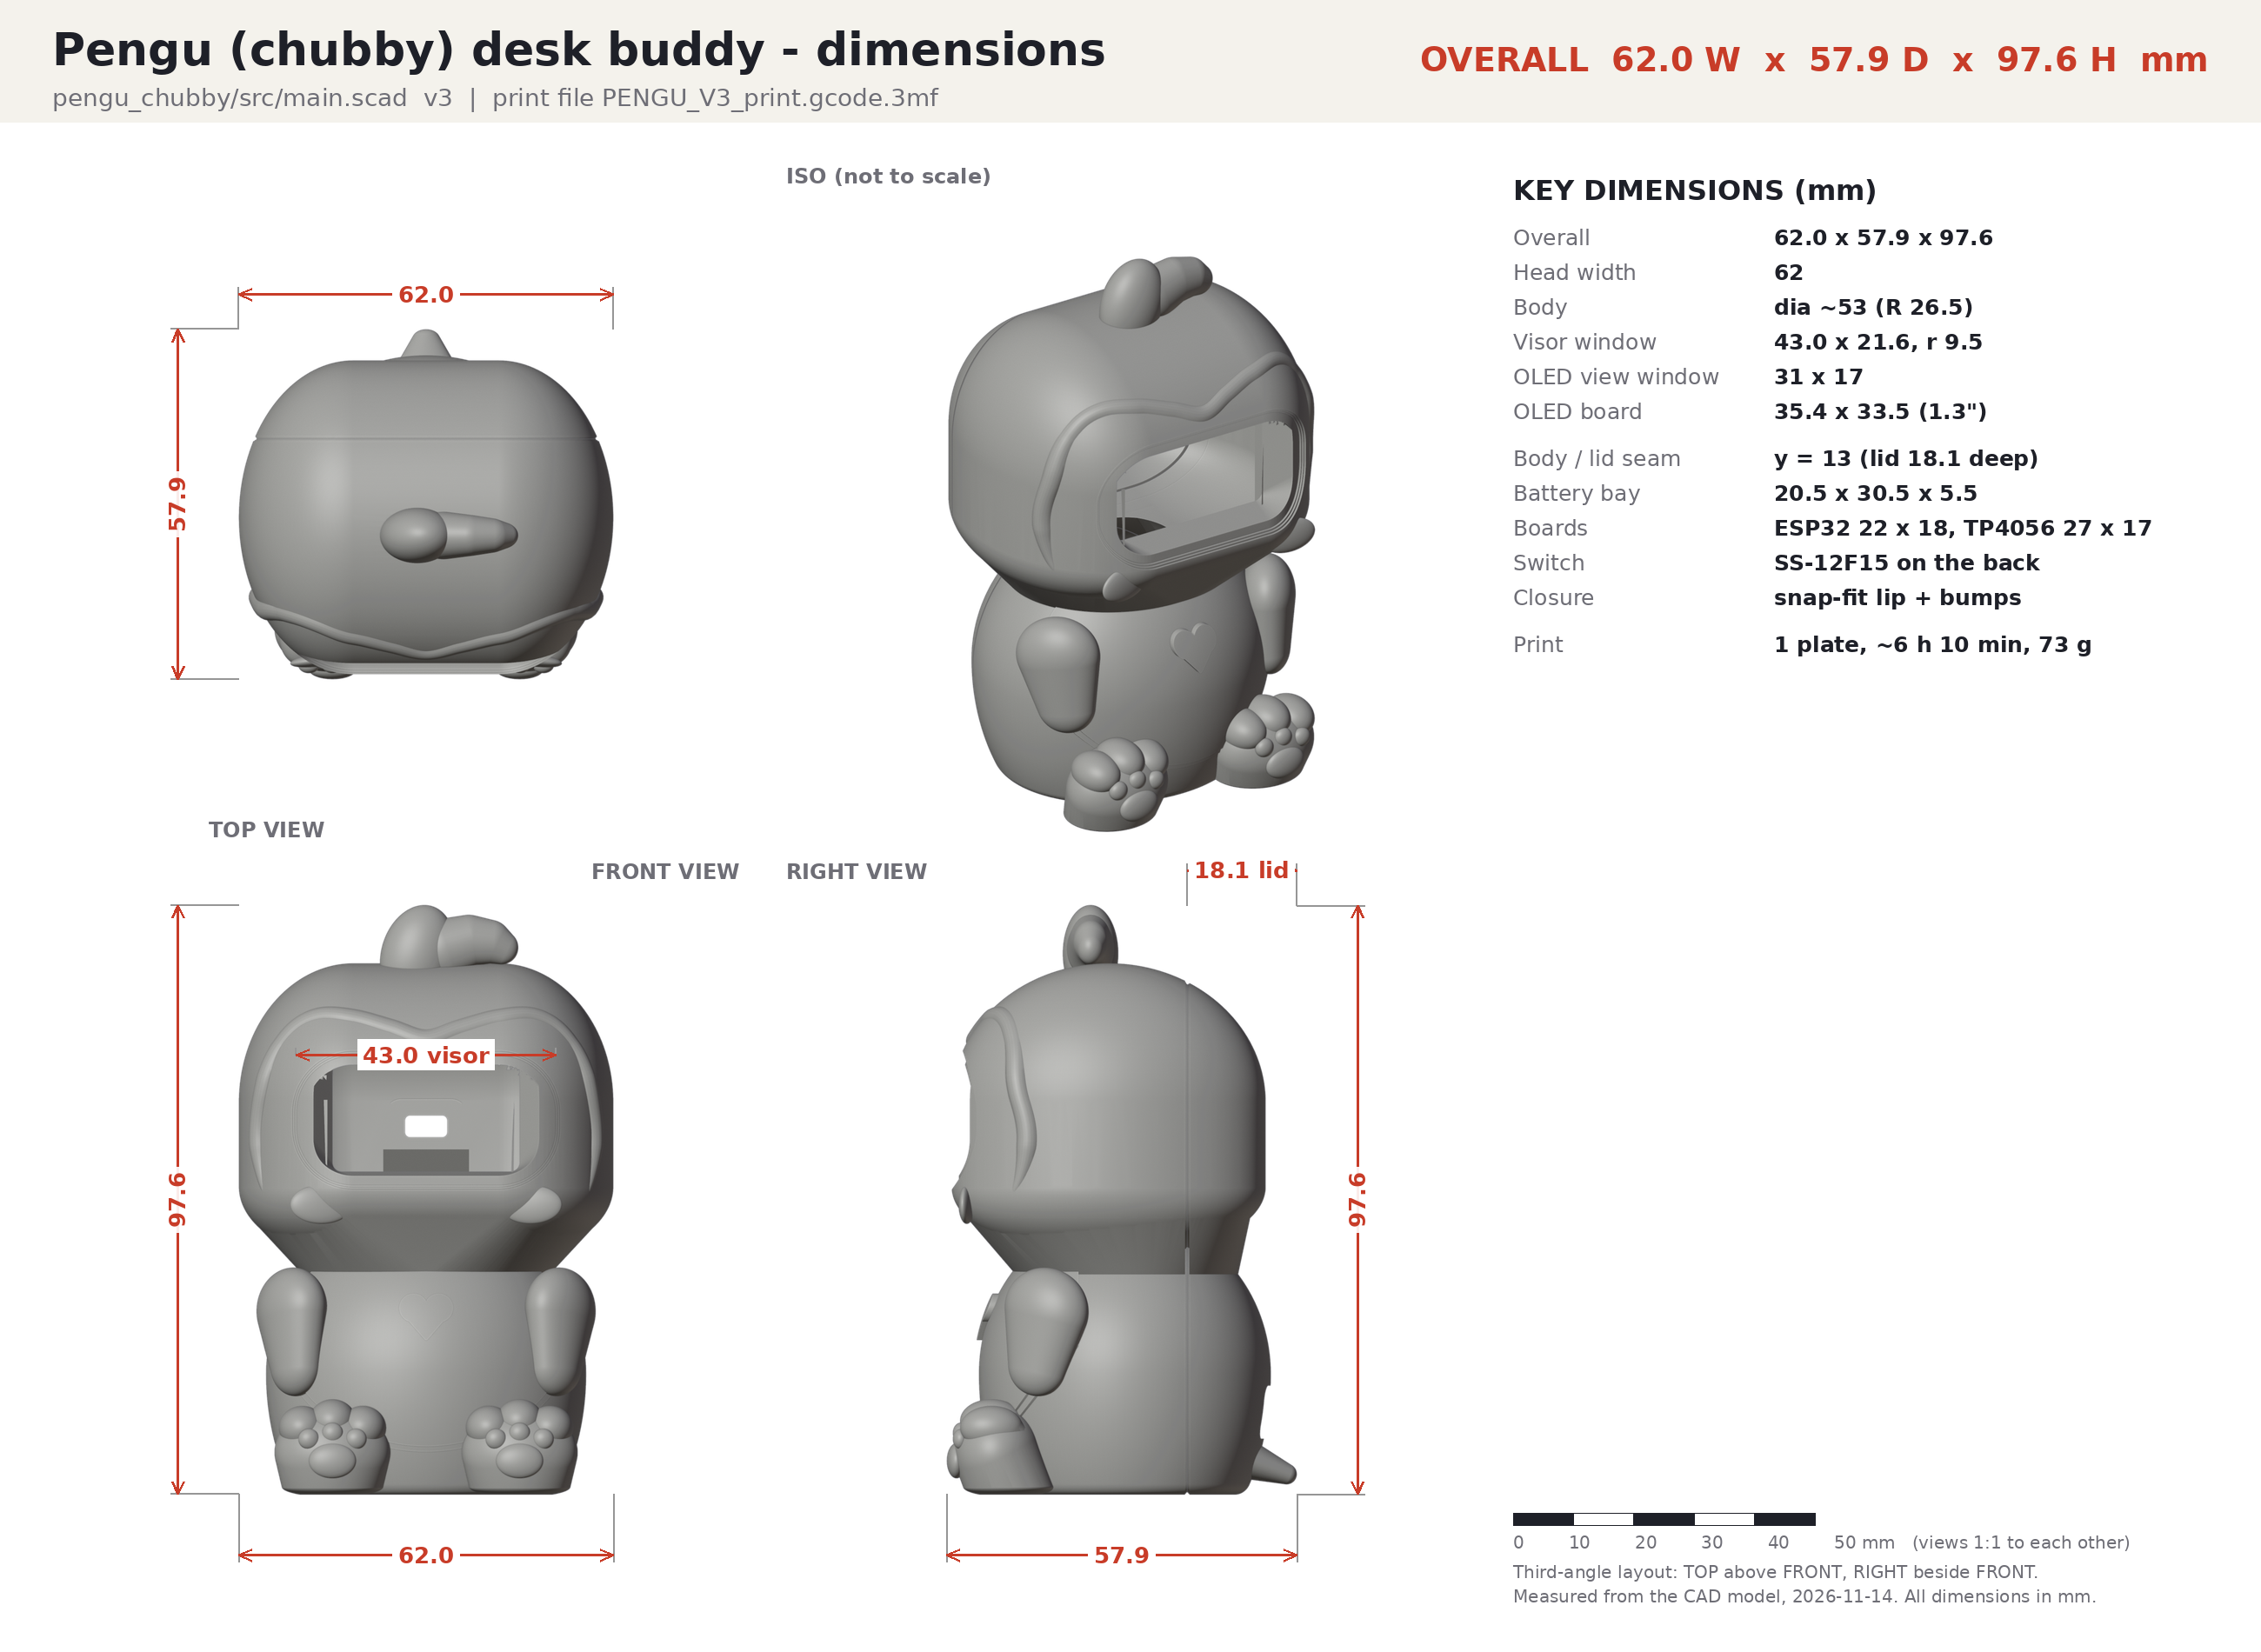 Pengu (chubby) desk buddy - dimensions
OVERALL 62.0 W x 57.9 D x 97.6 H mm
pengu_chubby/src/main.scad v3 | print file PENGU_V3_print.gcode.3mf
ISO (not to scale)
62.0
57.9
TOP VIEW
KEY DIMENSIONS (mm)
Overall 62.0 x 57.9 x 97.6
Head width 62
Body dia ~53 (R 26.5)
Visor window 43.0 x 21.6, r 9.5
OLED view window 31 x 17
OLED board 35.4 x 33.5 (1.3")
Body / lid seam y = 13 (lid 18.1 deep)
Battery bay 20.5 x 30.5 x 5.5
Boards ESP32 22 x 18, TP4056 27 x 17
Switch SS-12F15 on the back
Closure snap-fit lip + bumps
Print 1 plate, ~6 h 10 min, 73 g
FRONT VIEW
RIGHT VIEW
18.1 lid
43.0 visor
97.6
97.6
62.0
57.9
0 10 20 30 40 50 mm (views 1:1 to each other)
Third-angle layout: TOP above FRONT, RIGHT beside FRONT.
Measured from the CAD model, 2026-11-14. All dimensions in mm.